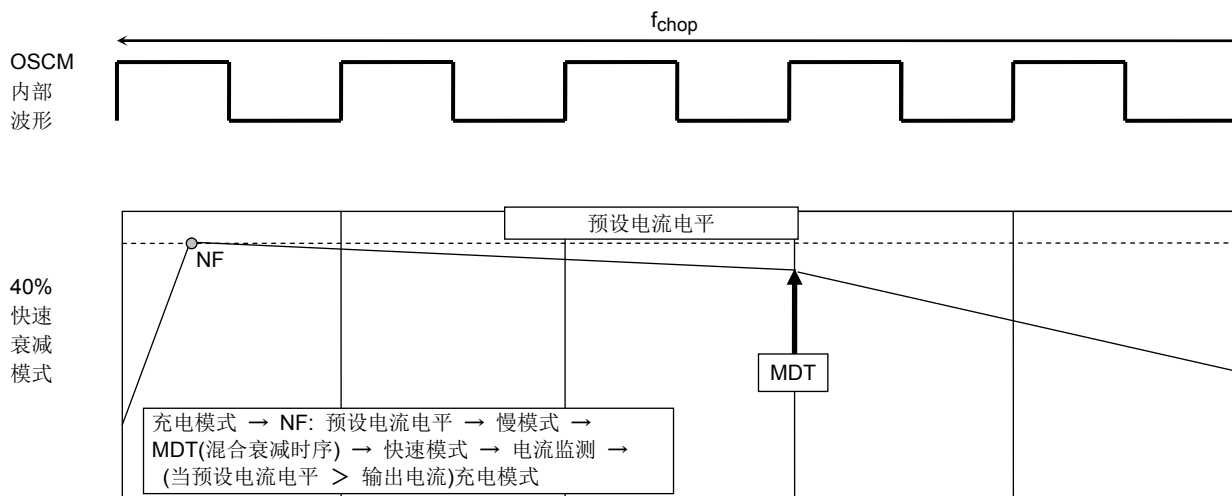 fchop
OSCM
内部
波形
预设电流电平
NF
40%
快速
衰减
模式
MDT
充电模式 → NF: 预设电流电平 → 慢模式 →
MDT(混合衰减时序) → 快速模式 → 电流监测 →
(当预设电流电平 ＞ 输出电流)充电模式